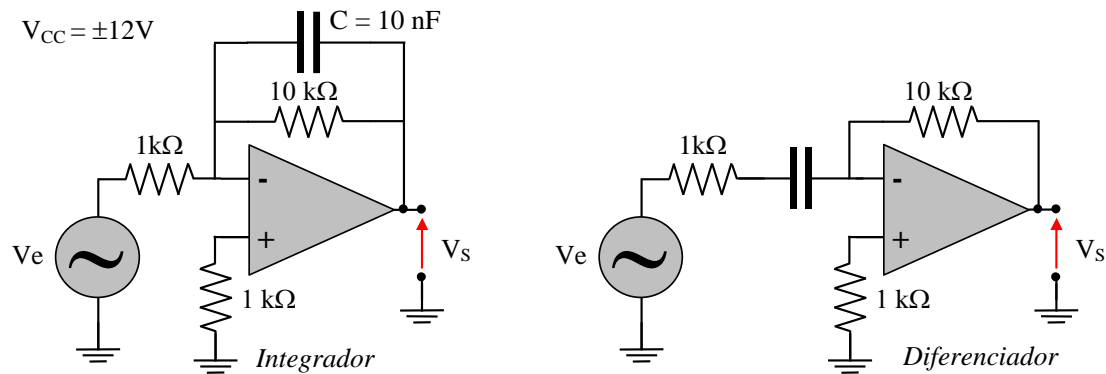 V_CC = ±12V
C = 10 nF
10 kΩ
1kΩ
-
+
Ve
V_S
1 kΩ
Integrador
10 kΩ
1kΩ
-
+
Ve
V_S
1 kΩ
Diferenciador